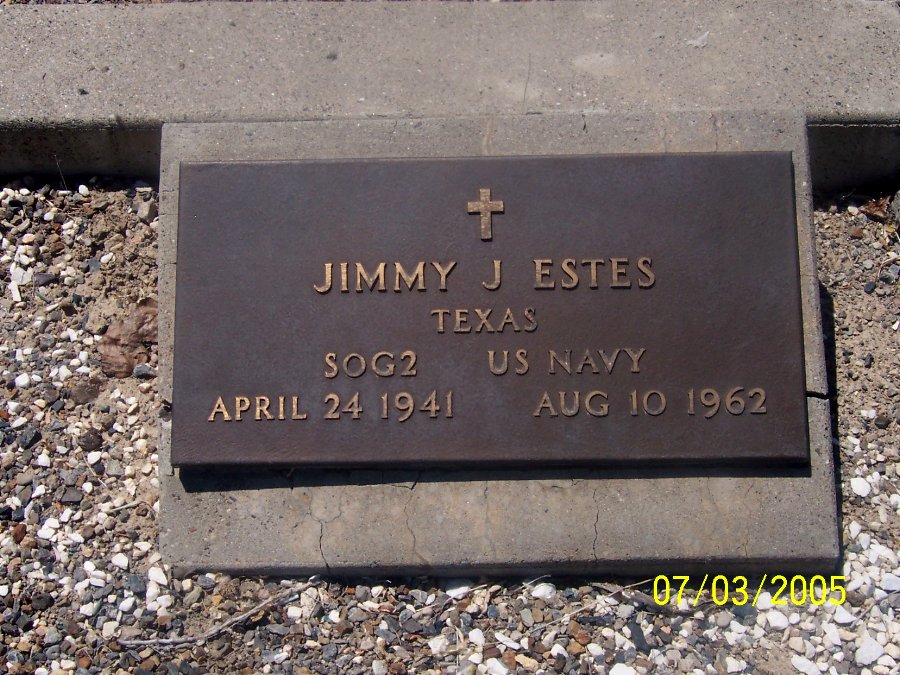 JIMMY J ESTES
TEXAS
SOG2 US NAVY
APRIL 24 1941 AUG 10 1962
07/03/2005